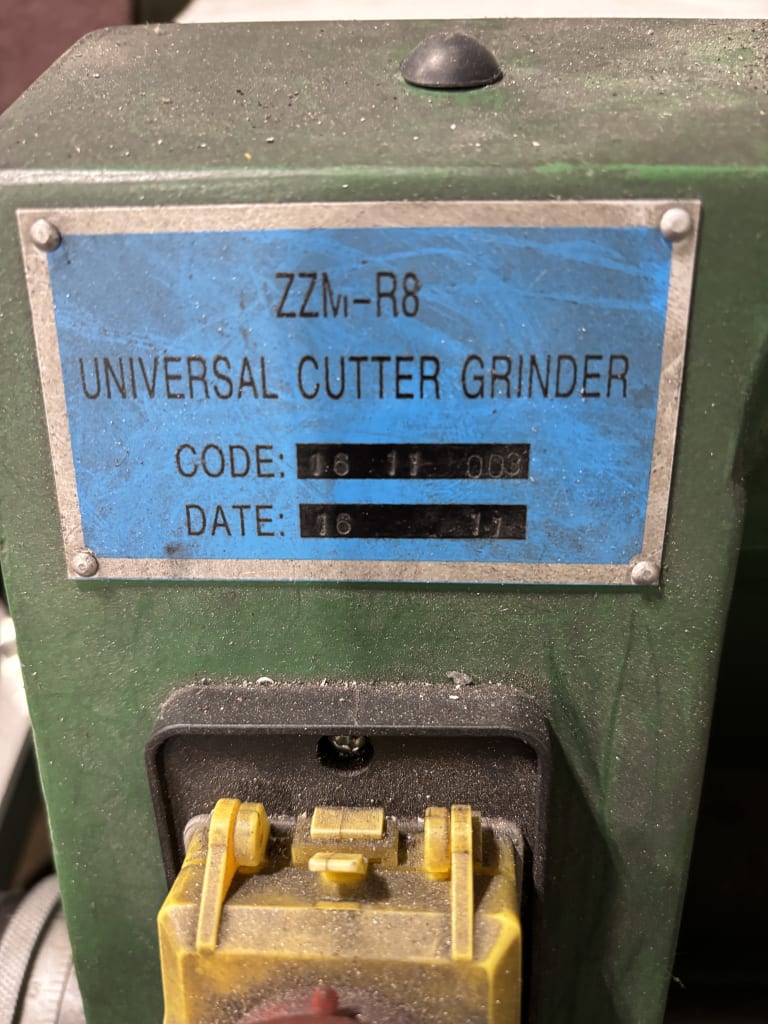 ZZM-R8
UNIVERSAL CUTTER GRINDER
CODE: 16 11 003
DATE: 16 11